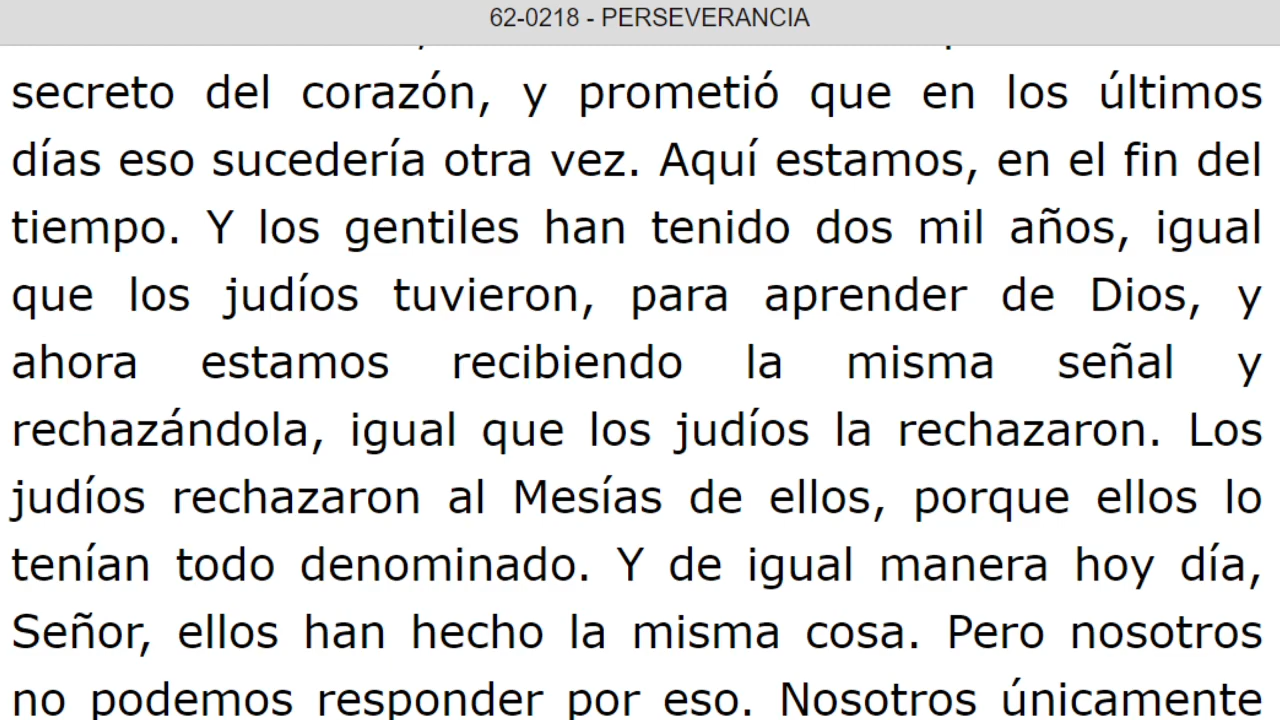 62-0218 - PERSEVERANCIA
secreto del corazón, y prometió que en los últimos
días eso sucedería otra vez. Aquí estamos, en el fin del
tiempo. Y los gentiles han tenido dos mil años, igual
que los judíos tuvieron, para aprender de Dios, y
ahora estamos recibiendo la misma señal y
rechazándola, igual que los judíos la rechazaron. Los
judíos rechazaron al Mesías de ellos, porque ellos lo
tenían todo denominado. Y de igual manera hoy día,
Señor, ellos han hecho la misma cosa. Pero nosotros
no podemos responder por eso. Nosotros únicamente